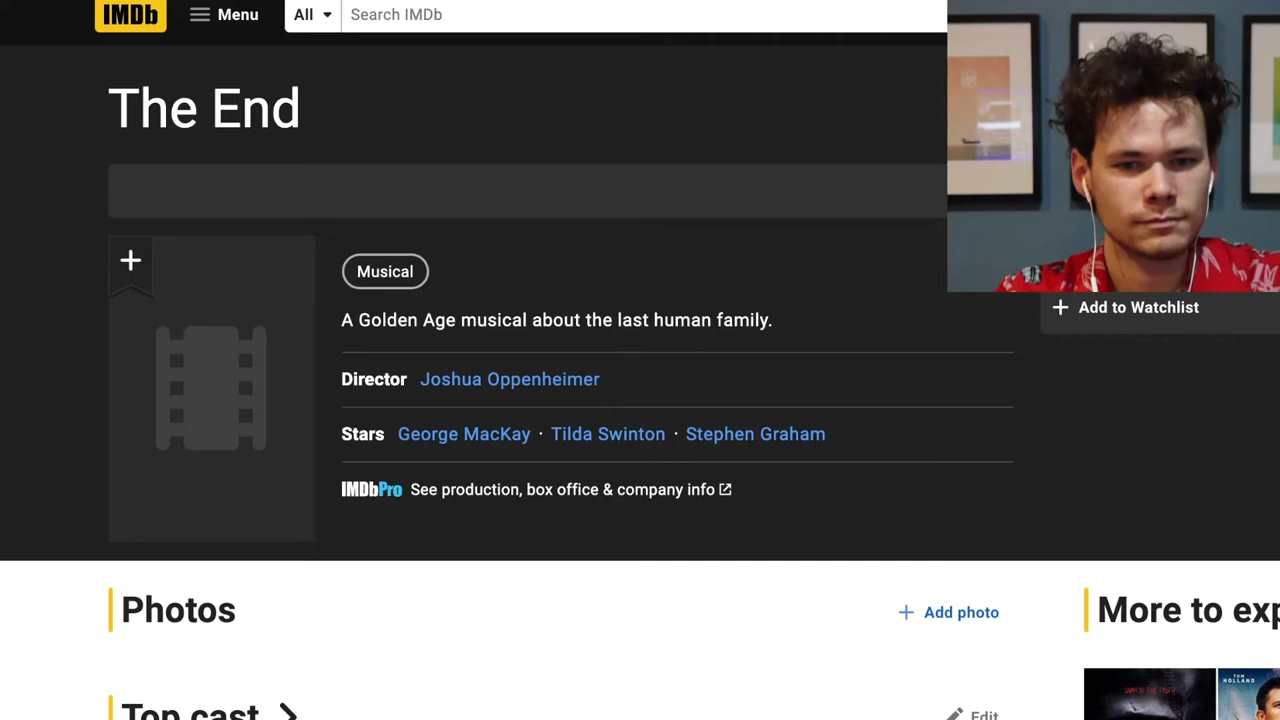 IMDb Menu All Search IMDb
The End
Musical
A Golden Age musical about the last human family.
+ Add to Watchlist
Director Joshua Oppenheimer
Stars George MacKay · Tilda Swinton · Stephen Graham
IMDbPro See production, box office & company info
Photos + Add photo More to exp
TOM
HOLLAND
Top cast Edit